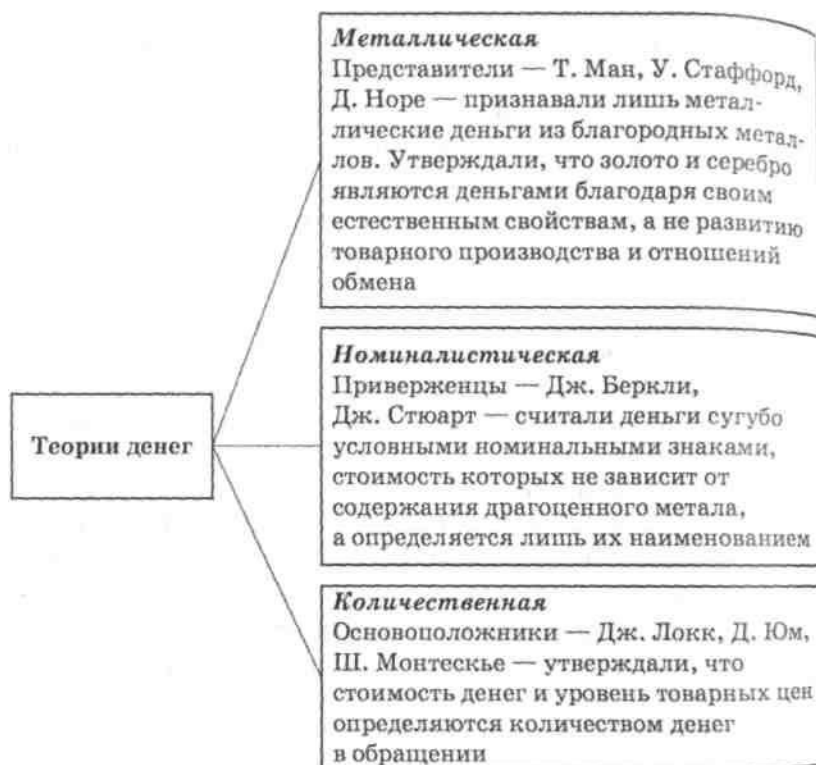 Металлическая
Представители — Т. Ман, У. Стаффорд,
Д. Норе — признавали лишь метал-
лические деньги из благородных метал-
лов. Утверждали, что золото и серебро
являются деньгами благодаря своим
естественным свойствам, а не развитию
товарного производства и отношений
обмена
Теории денег
Номиналистическая
Приверженцы — Дж. Беркли,
Дж. Стюарт — считали деньги сугубо
условными номинальными знаками,
стоимость которых не зависит от
содержания драгоценного метала,
а определяется лишь их наименованием
Количественная
Основоположники — Дж. Локк, Д. Юм,
Ш. Монтескье — утверждали, что
стоимость денег и уровень товарных цен
определяются количеством денег
в обращении